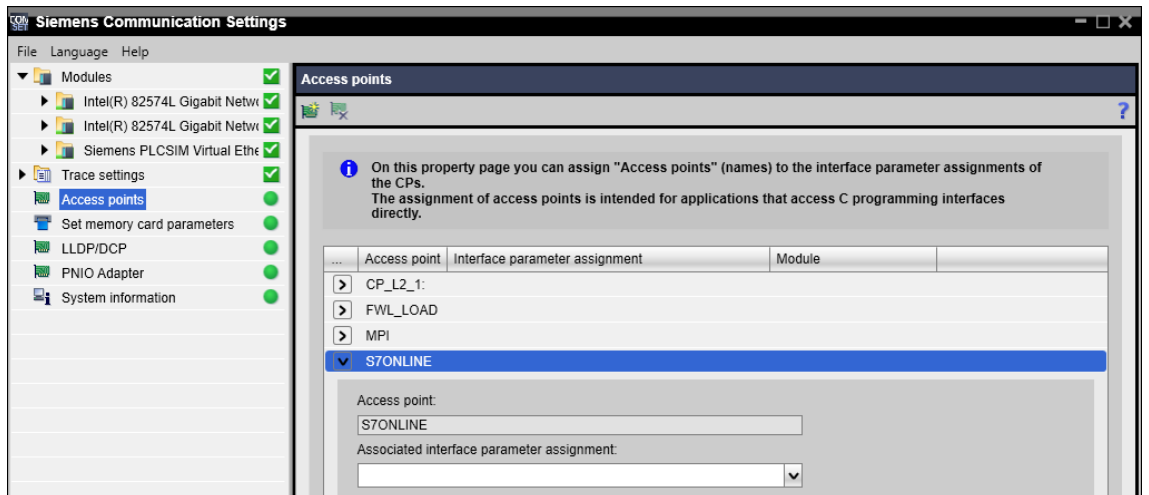 CON SET Siemens Communication Settings
File Language Help
Modules
Intel(R) 82574L Gigabit Netw
Intel(R) 82574L Gigabit Netw
Siemens PLCSIM Virtual Ethe
Trace settings
Access points
Set memory card parameters
LLDP/DCP
PNIO Adapter
System information
Access points
?
On this property page you can assign "Access points" (names) to the interface parameter assignments of
the CPs.
The assignment of access points is intended for applications that access C programming interfaces
directly.
... Access point Interface parameter assignment Module
CP_L2_1:
FWL_LOAD
MPI
S7ONLINE
Access point:
S7ONLINE
Associated interface parameter assignment: